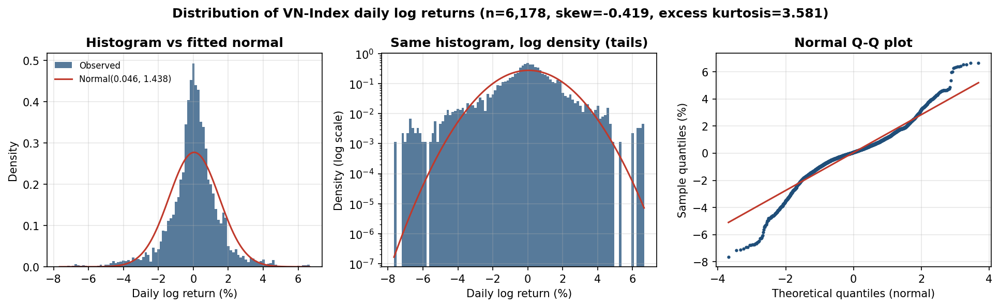 Distribution of VN-Index daily log returns (n=6,178, skew=-0.419, excess kurtosis=3.581)
Histogram vs fitted normal
Density
0.5
0.4
0.3
0.2
0.1
0.0
Observed
Normal(0.046, 1.438)
−8 −6 −4 −2 0 2 4 6
Daily log return (%)
Same histogram, log density (tails)
Density (log scale)
10⁰
10⁻¹
10⁻²
10⁻³
10⁻⁴
10⁻⁵
10⁻⁶
10⁻⁷
−8 −6 −4 −2 0 2 4 6
Daily log return (%)
Normal Q-Q plot
Sample quantiles (%)
6
4
2
0
−2
−4
−6
−8
−4 −2 0 2 4
Theoretical quantiles (normal)